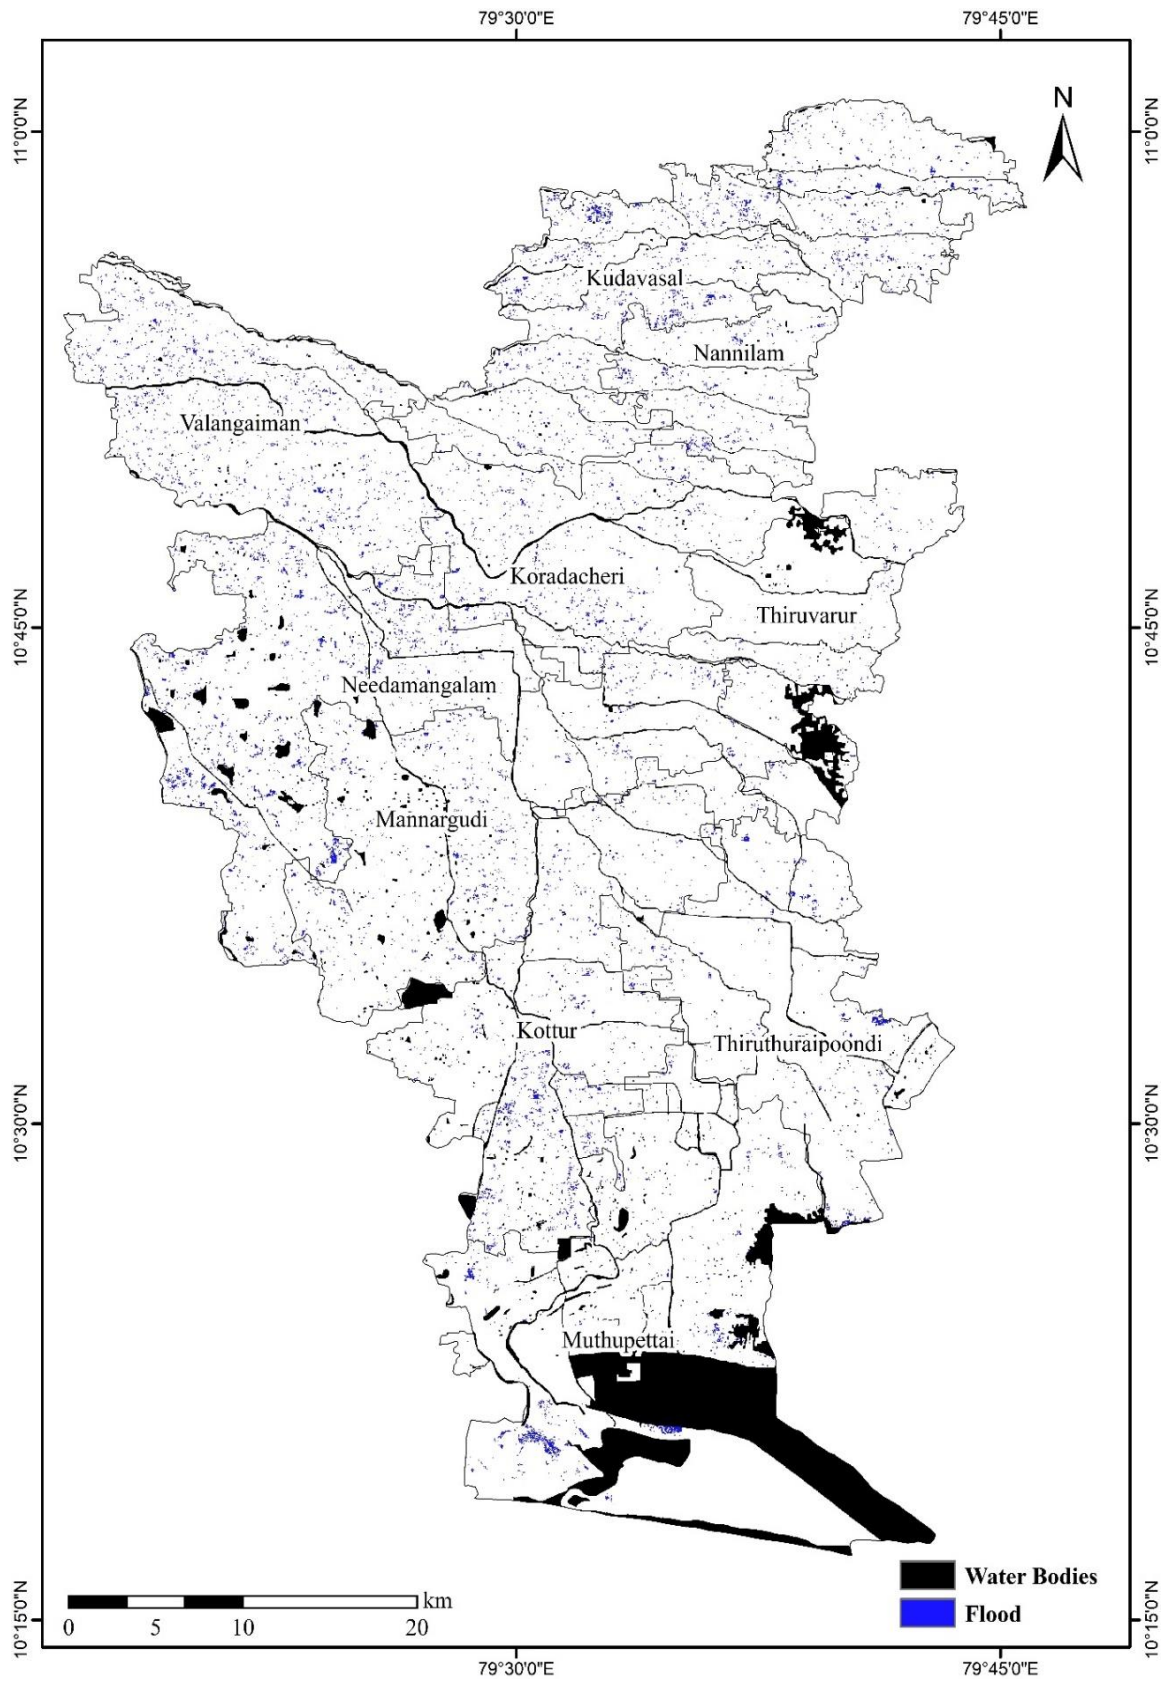 79°30'0"E
79°45'0"E
11°0'0"N
11°0'0"N
N
Kudavasal
Nannilam
Valangaiman
Koradacheri
Thiruvarur
10°45'0"N
10°45'0"N
Needamangalam
Mannargudi
Kottur
Thiruthuraipoondi
10°30'0"N
10°30'0"N
Muthupettai
Water Bodies
Flood
km
0 5 10 20
10°15'0"N
10°15'0"N
79°30'0"E
79°45'0"E